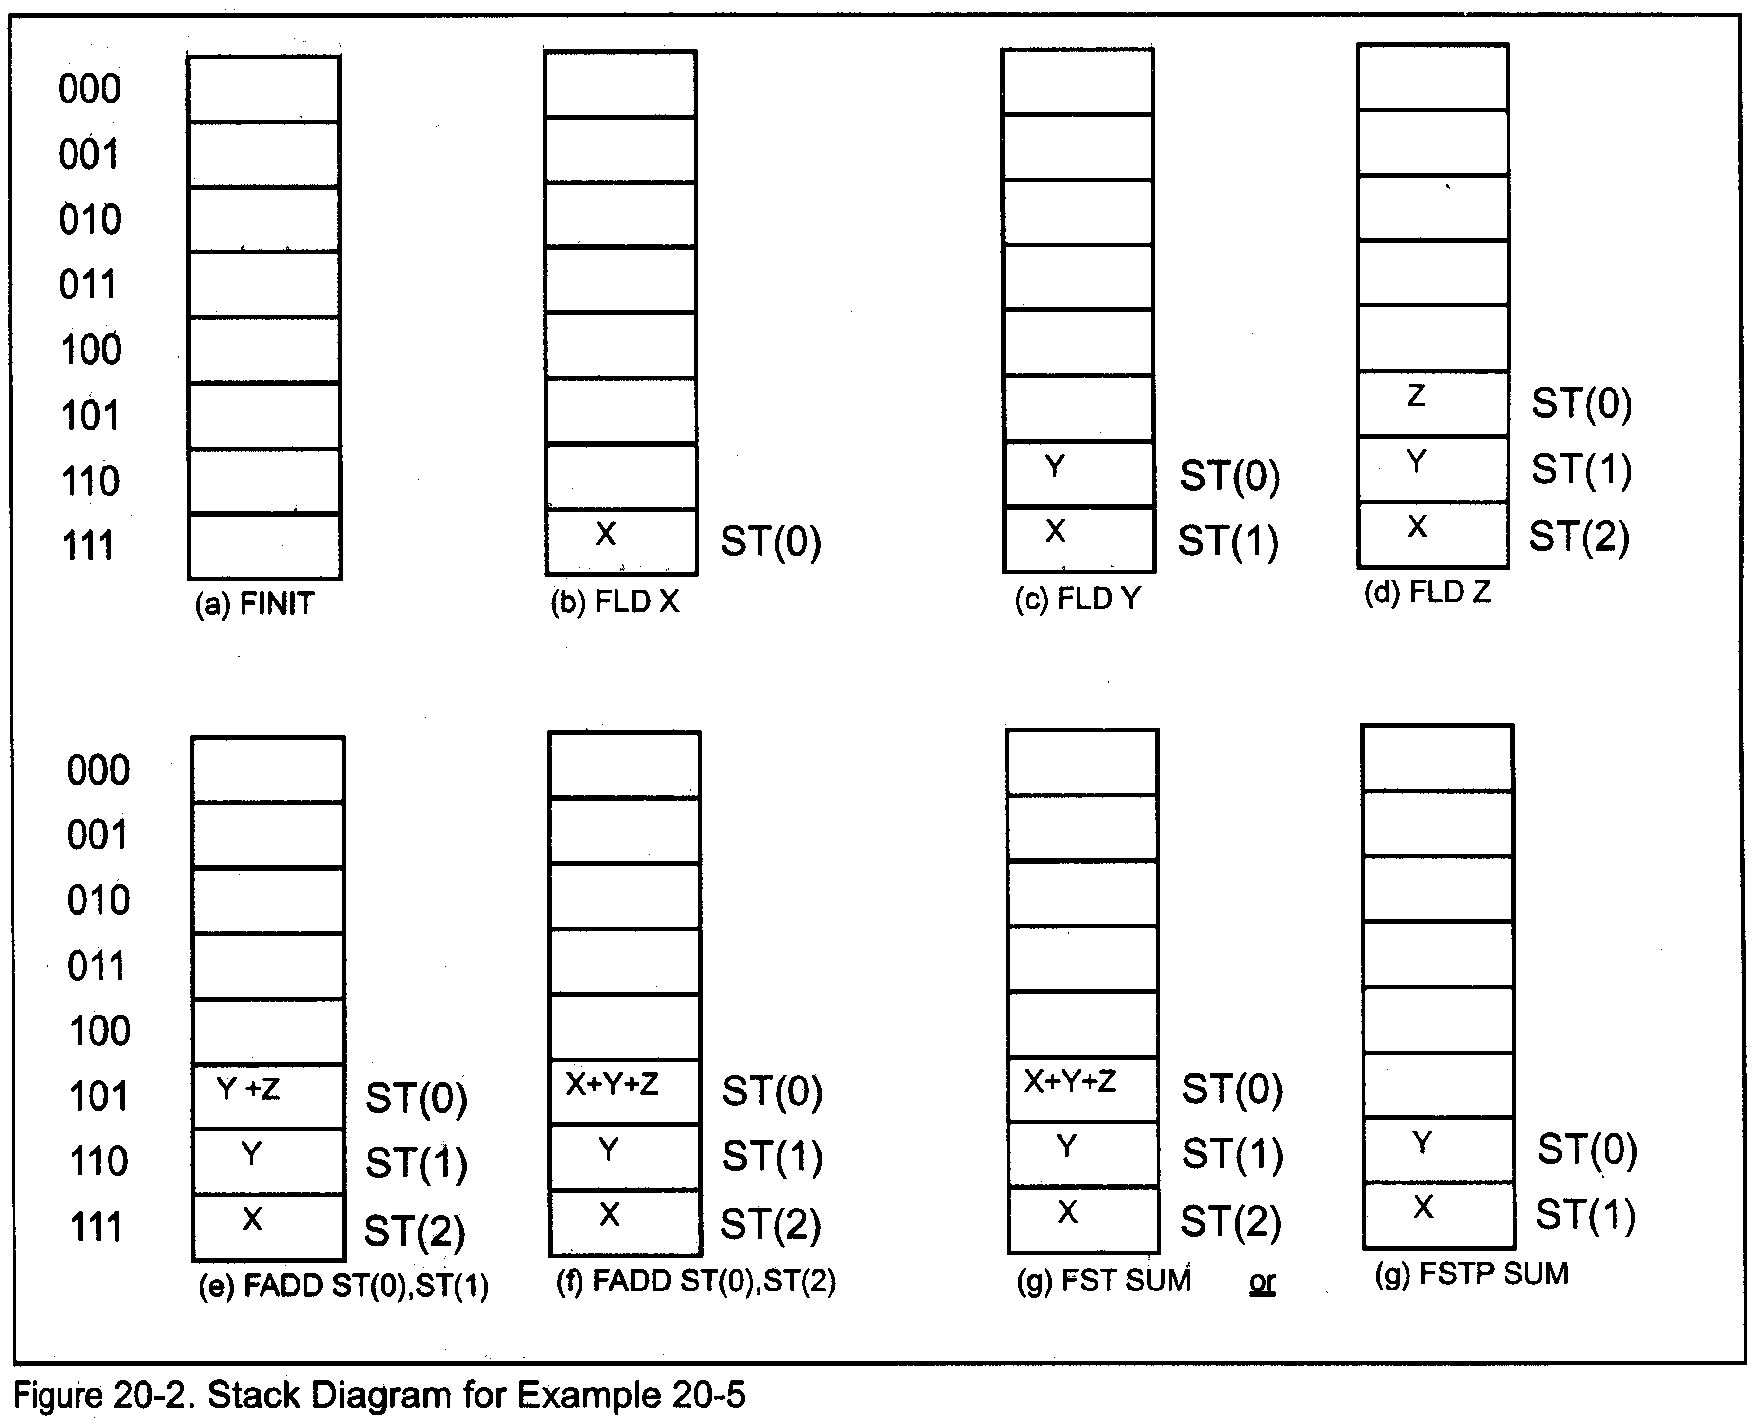 000
001
010
011
100
101 Z ST(0)
110 Y ST(0) Y ST(1)
111 X ST(0) X ST(1) X ST(2)
(a) FINIT (b) FLD X (c) FLD Y (d) FLD Z
000
001
010
011
100
101 Y +Z ST(0) X+Y+Z ST(0) X+Y+Z ST(0)
110 Y ST(1) Y ST(1) Y ST(1) Y ST(0)
111 X ST(2) X ST(2) X ST(2) X ST(1)
(e) FADD ST(0),ST(1) (f) FADD ST(0),ST(2) (g) FST SUM or (g) FSTP SUM
Figure 20-2. Stack Diagram for Example 20-5